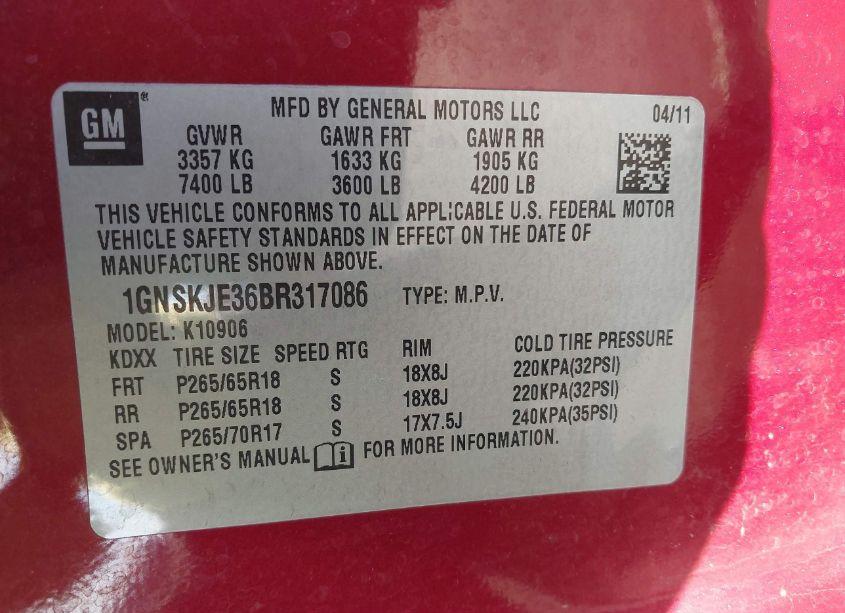 GM ® MFD BY GENERAL MOTORS LLC 04/11
GVWR GAWR FRT GAWR RR
3357 KG 1633 KG 1905 KG
7400 LB 3600 LB 4200 LB
THIS VEHICLE CONFORMS TO ALL APPLICABLE U.S. FEDERAL MOTOR
VEHICLE SAFETY STANDARDS IN EFFECT ON THE DATE OF
MANUFACTURE SHOWN ABOVE.
1GNSKJE36BR317086 TYPE: M.P.V.
MODEL: K10906
KDXX TIRE SIZE SPEED RTG RIM COLD TIRE PRESSURE
FRT P265/65R18 S 18X8J 220KPA(32PSI)
RR P265/65R18 S 18X8J 220KPA(32PSI)
SPA P265/70R17 S 17X7.5J 240KPA(35PSI)
SEE OWNER'S MANUAL i FOR MORE INFORMATION.